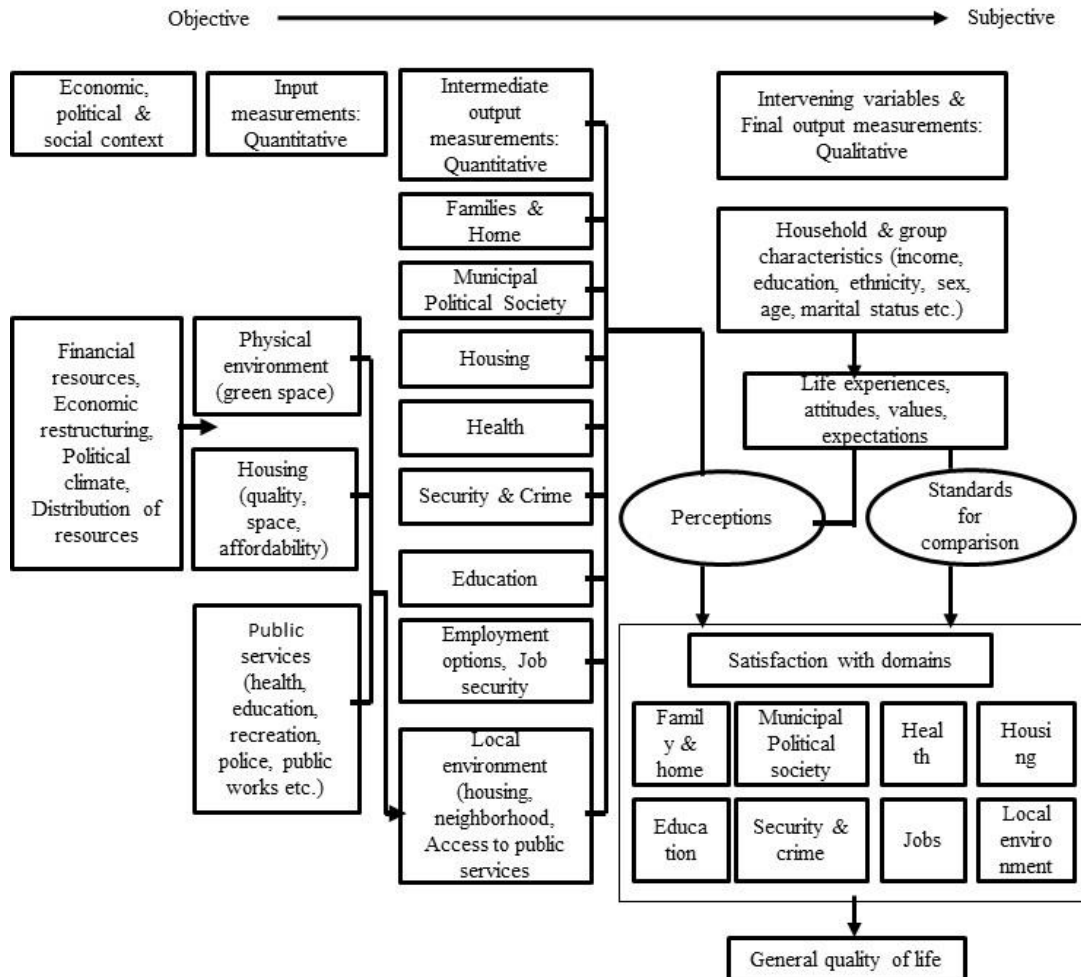 Objective
Subjective
Economic,
political &
social context
Input
measurements:
Quantitative
Intermediate
output
measurements:
Quantitative
Intervening variables &
Final output measurements:
Qualitative
Families &
Home
Municipal
Political Society
Housing
Health
Security & Crime
Education
Employment
options, Job
security
Local
environment
(housing,
neighborhood,
Access to public
services
Financial
resources,
Economic
restructuring,
Political
climate,
Distribution of
resources
Physical
environment
(green space)
Housing
(quality,
space,
affordability)
Public
services
(health,
education,
recreation,
police, public
works etc.)
Household & group
characteristics (income,
education, ethnicity, sex,
age, marital status etc.)
Life experiences,
attitudes, values,
expectations
Perceptions
Standards
for
comparison
Satisfaction with domains
Famil
y &
home
Municipal
Political
society
Heal
th
Housi
ng
Educa
tion
Security &
crime
Jobs
Local
enviro
nment
General quality of life